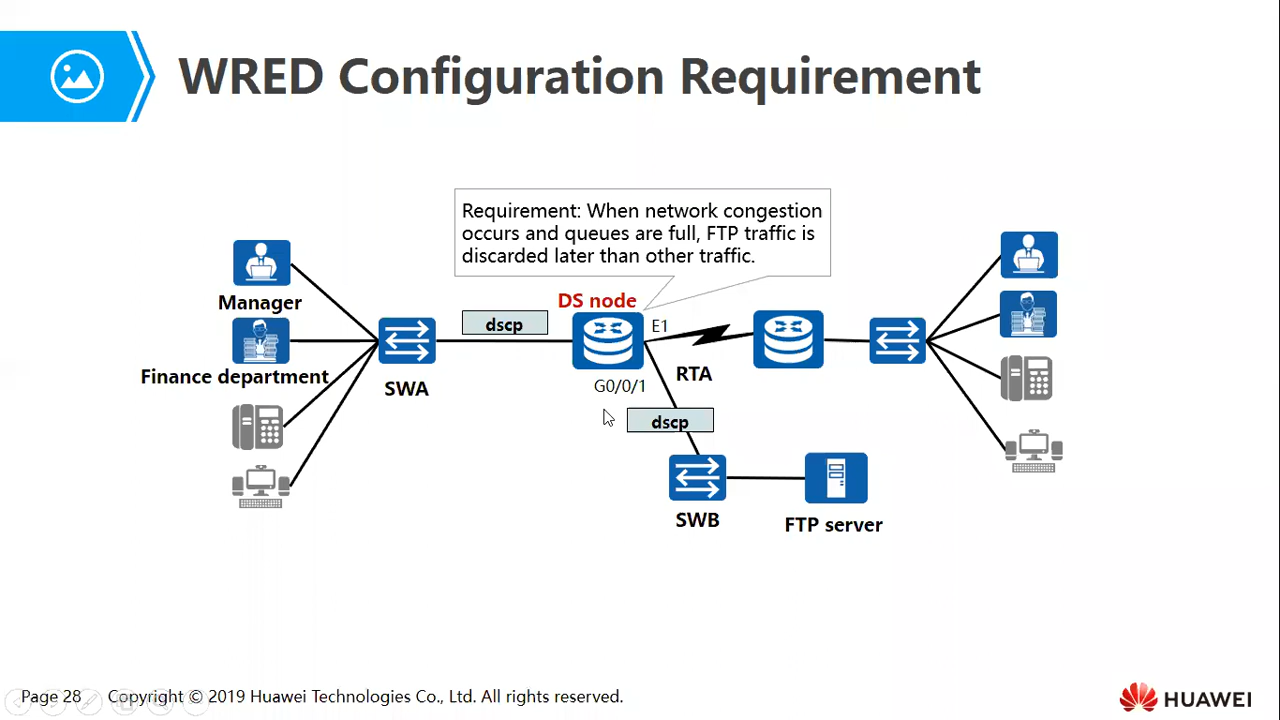 WRED Configuration Requirement
Requirement: When network congestion
occurs and queues are full, FTP traffic is
discarded later than other traffic.
DS node
Manager
dscp
E1
Finance department
SWA
RTA
G0/0/1
dscp
SWB
FTP server
Page 28
Copyright © 2019 Huawei Technologies Co., Ltd. All rights reserved.
HUAWEI